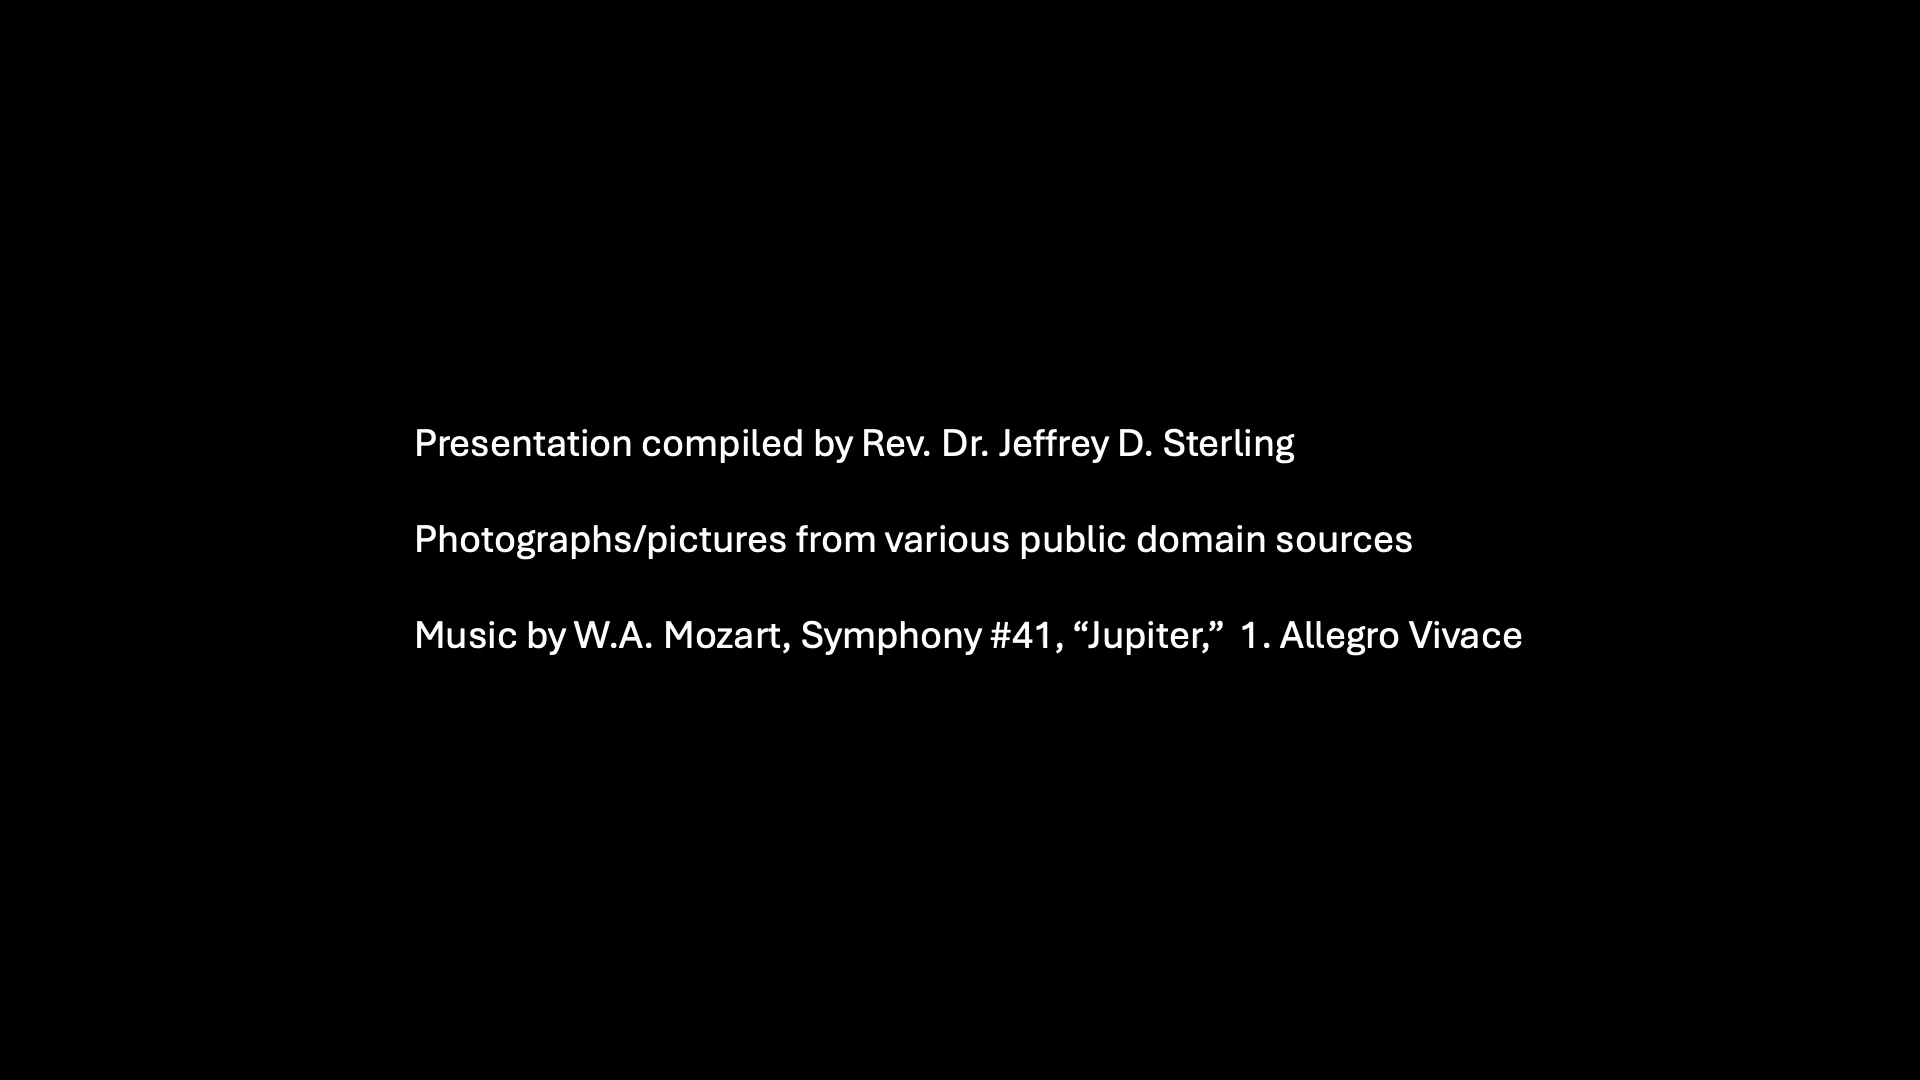 Presentation compiled by Rev. Dr. Jeffrey D. Sterling
Photographs/pictures from various public domain sources
Music by W.A. Mozart, Symphony #41, “Jupiter,”  1. Allegro Vivace